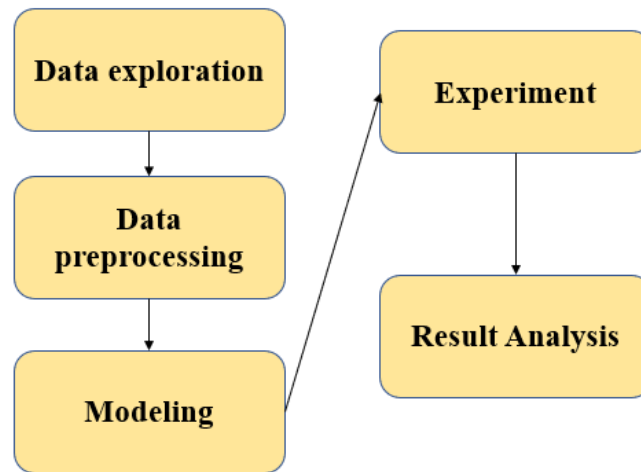 Data exploration
Data
preprocessing
Modeling
Experiment
Result Analysis